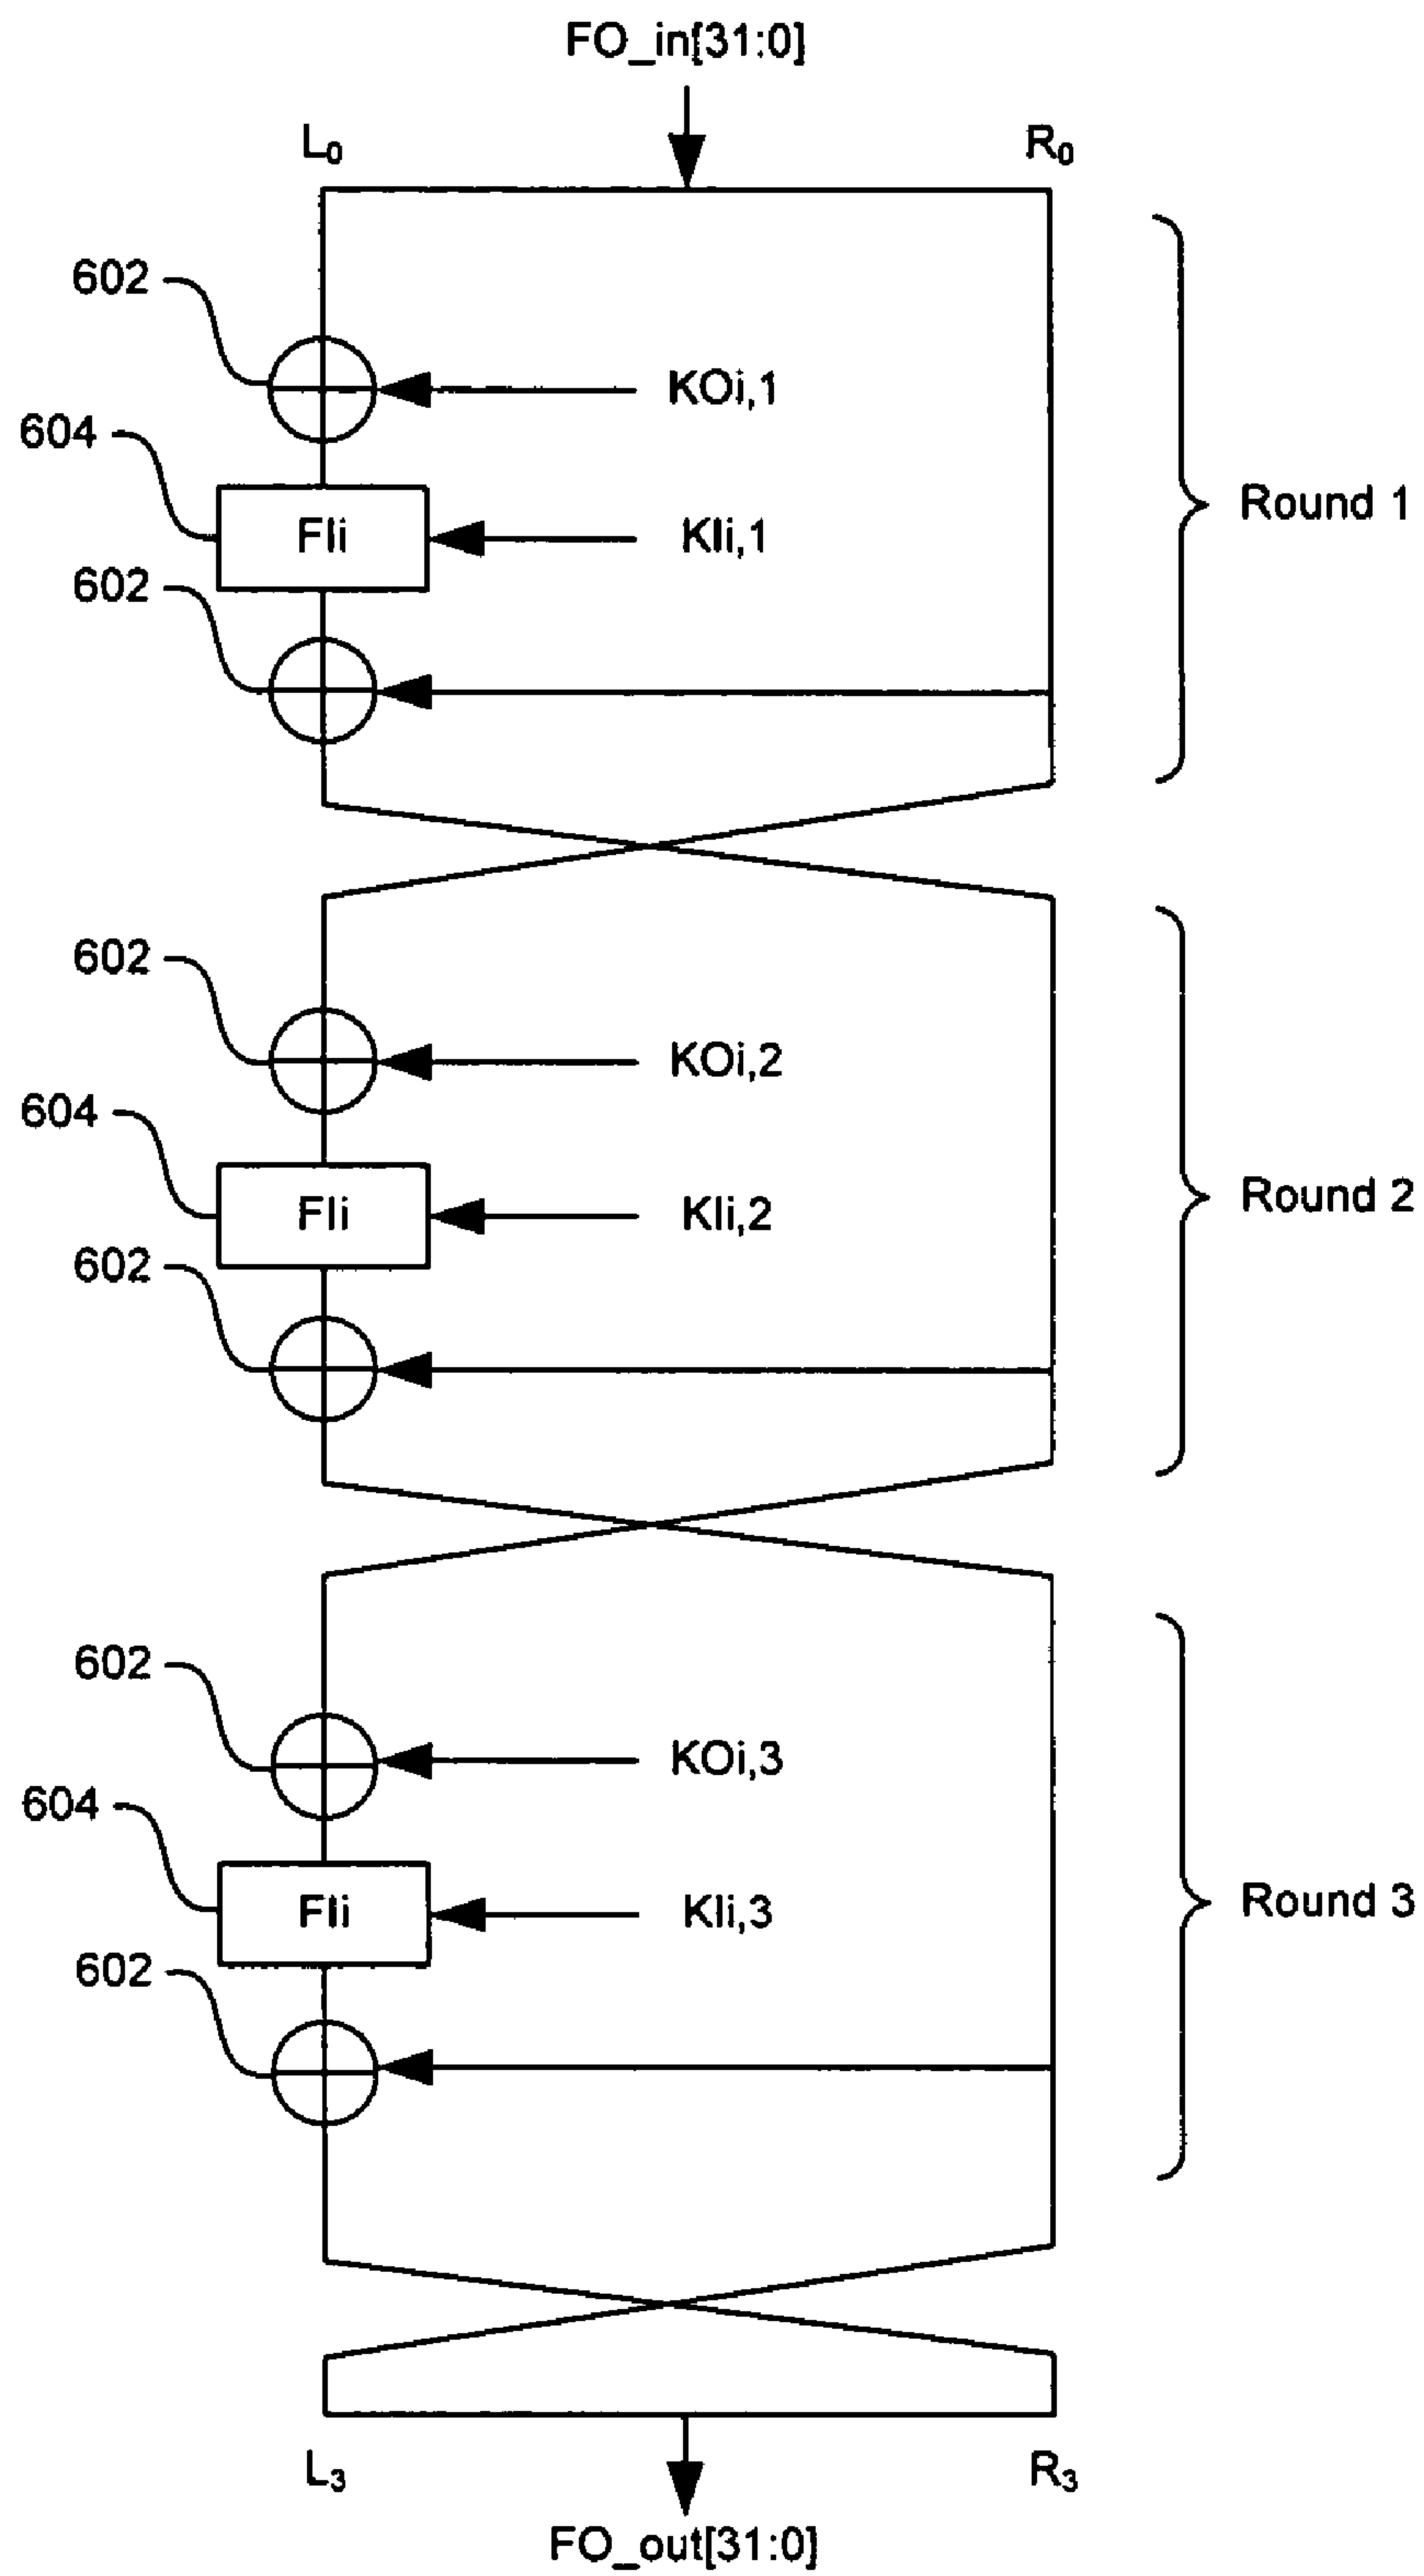 FO_in[31:0]
L₀
R₀
602
KOi,1
604
FIi
KIi,1
Round 1
602
602
KOi,2
604
FIi
KIi,2
Round 2
602
602
KOi,3
604
FIi
KIi,3
Round 3
602
L₃
R₃
FO_out[31:0]